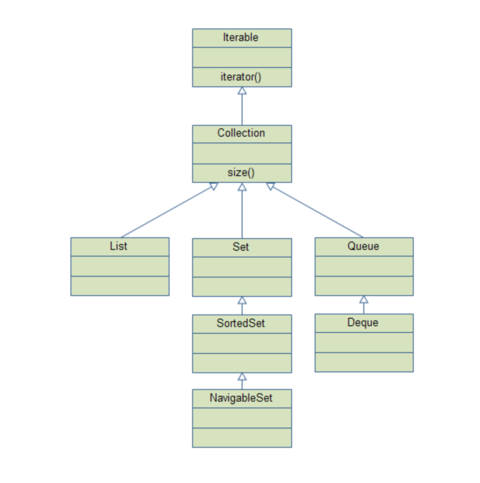 Iterable
iterator()
Collection
size()
List
Set
Queue
SortedSet
Deque
NavigableSet